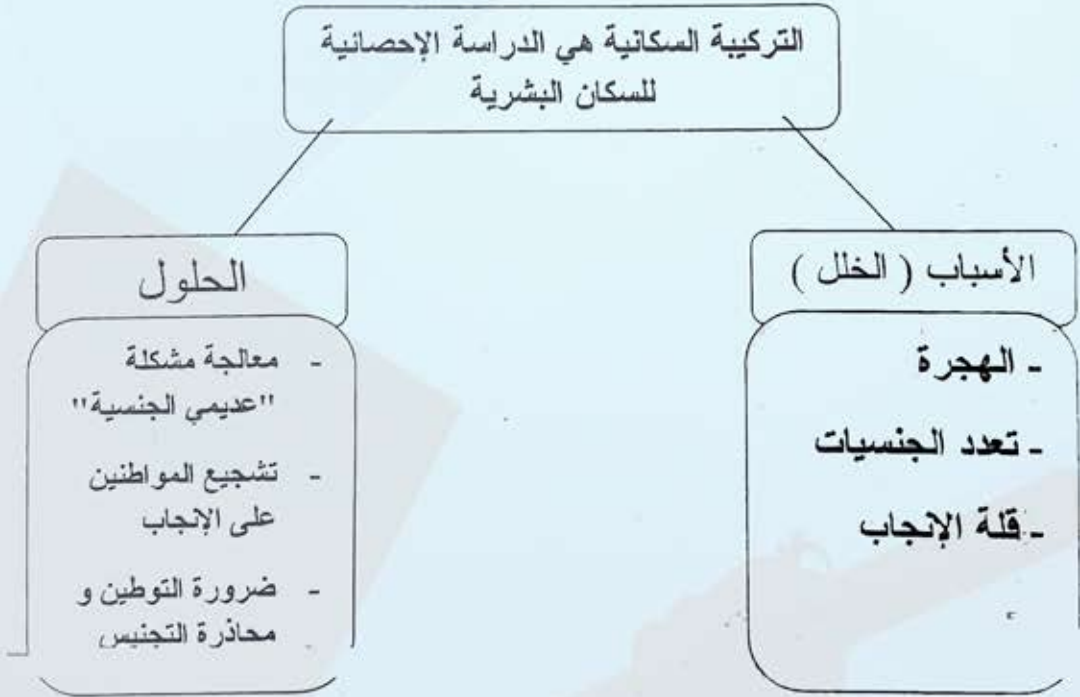 التركيبة السكانية هي الدراسة الإحصائية
للسكان البشرية
الأسباب ( الخلل )
- الهجرة
- تعدد الجنسيات
- قلة الإنجاب
الحلول
- معالجة مشكلة
"عديمي الجنسية"
- تشجيع المواطنين
على الإنجاب
- ضرورة التوطين و
محاذرة التجنيس